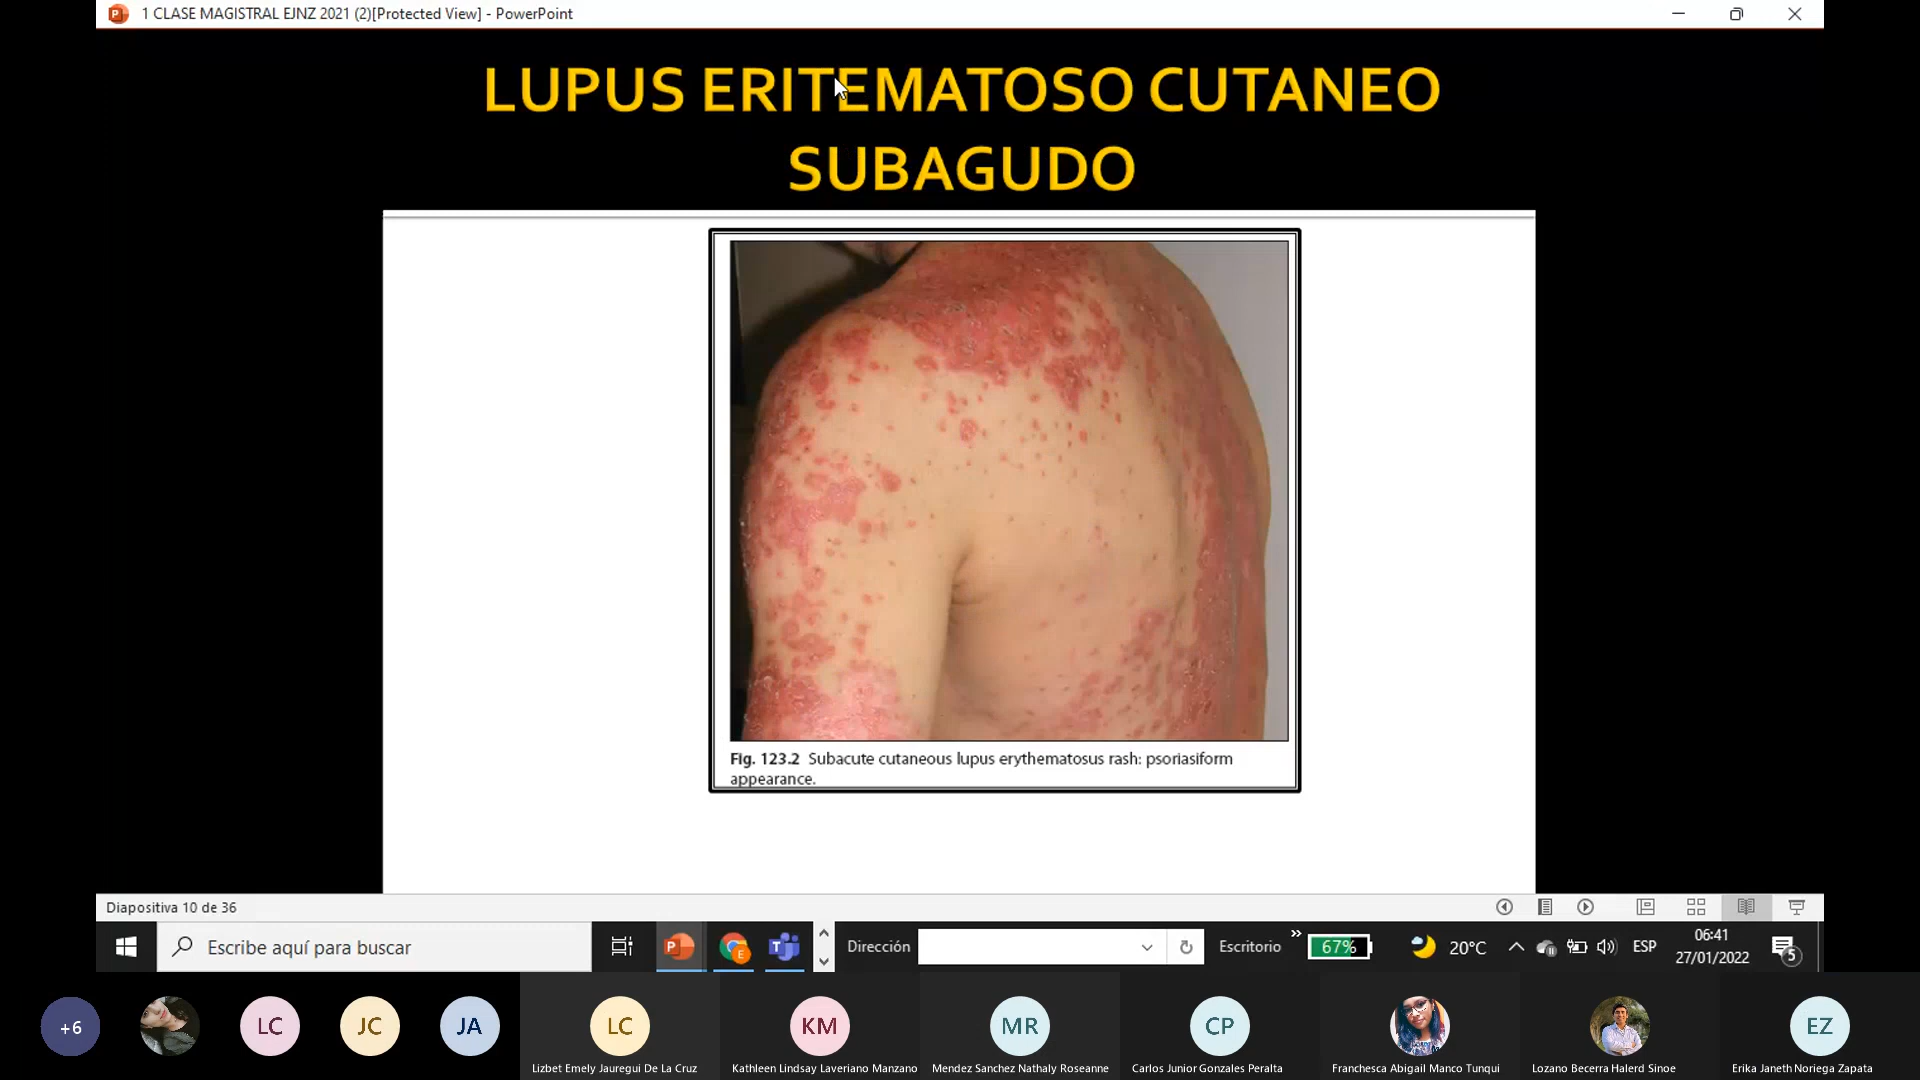 1 CLASE MAGISTRAL EJNZ 2021 (2)[Protected View] - PowerPoint
LUPUS ERITEMATOSO CUTANEO
SUBAGUDO
Fig. 123.2 Subacute cutaneous lupus erythematosus rash: psoriasiform
appearance.
Diapositiva 10 de 36
Escribe aquí para buscar
Dirección
Escritorio
67%
20°C
ESP
06:41
27/01/2022
5
+6
LC
JC
JA
LC
KM
MR
CP
EZ
Lizbet Emely Jauregui De La Cruz
Kathleen Lindsay Laveriano Manzano
Mendez Sanchez Nathaly Roseanne
Carlos Junior Gonzales Peralta
Franchesca Abigail Manco Tunqui
Lozano Becerra Halerd Sinoe
Erika Janeth Noriega Zapata